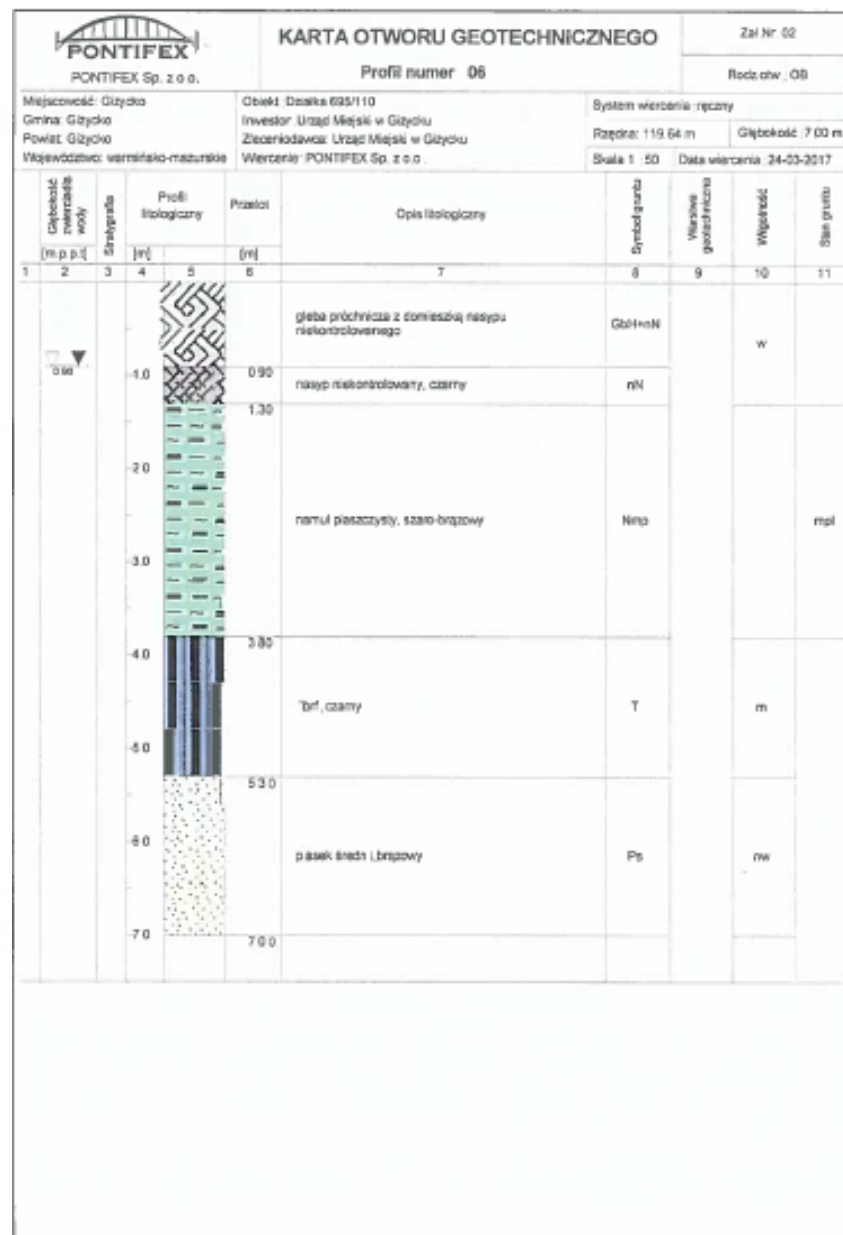 PONTIFEX
PONTIFEX Sp. z o o.
KARTA OTWORU GEOTECHNICZNEGO
Profil numer 06
Zał Nr. 02
Rodz.otw.: OB
Miejscowość: Giżycko
Gmina: Giżycko
Powiat: Giżycko
Województwo: warmińsko-mazurskie
Obiekt: Działka 695/110
Inwestor: Urząd Miejski w Giżycku
Zleceniodawca: Urząd Miejski w Giżycku
Wiercenie: PONTIFEX Sp. z o.o.
System wiercenia: ręczny
Rzędna: 119.64 m
Głębokość: 7.00 m
Skala 1 : 50
Data wiercenia: 24-03-2017
Głębokość zwierciadła wody
[m.p.p.t]
Stratygrafia
Profil litologiczny
[m]
Przelot
[m]
Opis litologiczny
Symbol gruntu
Warstwa geotechniczna
Wilgotność
Stan gruntu
1 2 3 4 5 6 7 8 9 10 11
gleba próchnicza z domieszką nasypu niekontrolowanego
GbH+nN
w
0.90
-1.0
0.90
nasyp niekontrolowany, czarny
nN
1.30
-2.0
namuł piaszczysty, szaro-brązowy
Nmp
mpl
-3.0
3.80
-4.0
Torf, czarny
T
m
-5.0
5.30
-6.0
piasek średni, brązowy
Ps
nw
-7.0
7.00